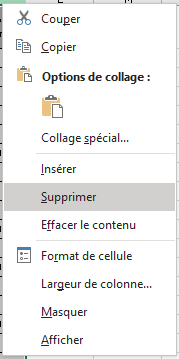 Couper
Copier
Options de collage :
Collage spécial...
Insérer
Supprimer
Effacer le contenu
Format de cellule
Largeur de colonne...
Masquer
Afficher